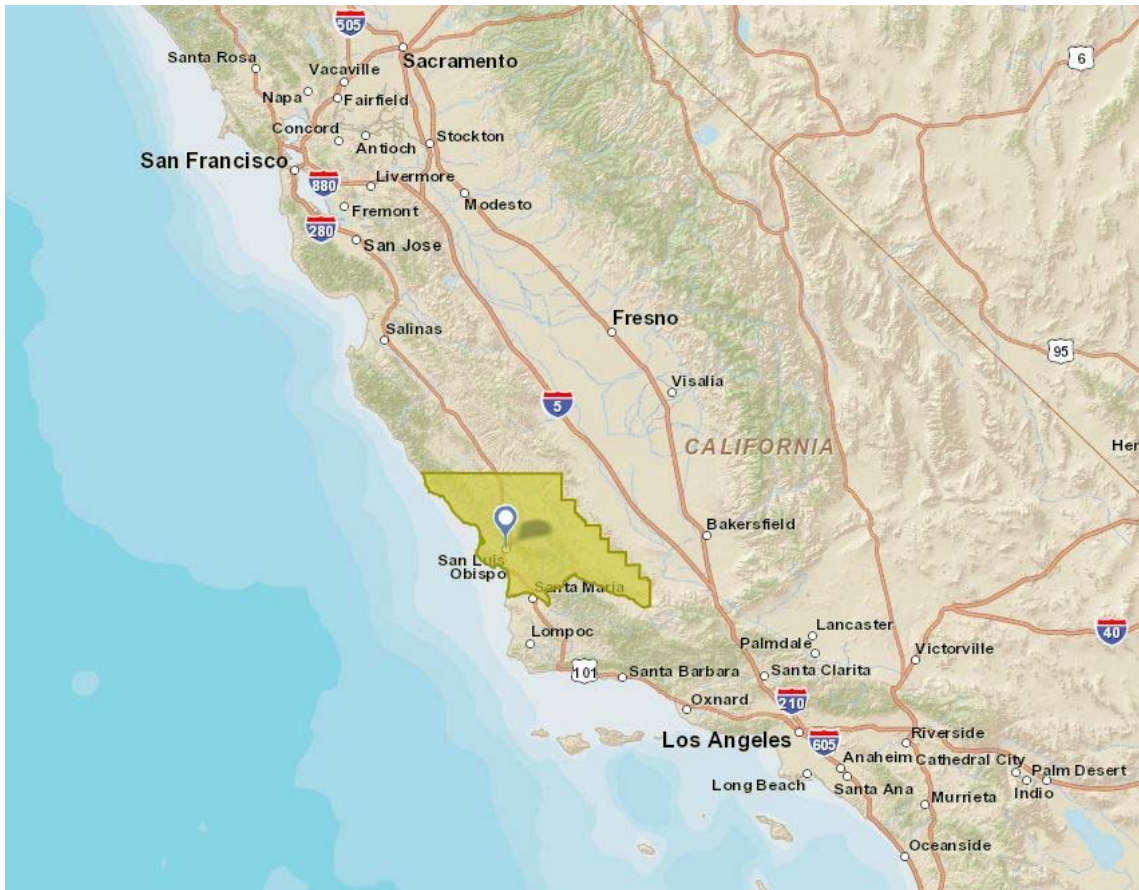 505
Santa Rosa
Sacramento
6
Vacaville
Napa
Fairfield
Concord
Antioch
Stockton
San Francisco
880
Livermore
Modesto
Fremont
280
San Jose
Salinas
Fresno
95
Visalia
5
CALIFORNIA
Her
Bakersfield
San Luis
Obispo
Santa Maria
Lompoc
Lancaster
40
Palmdale
Victorville
101
Santa Barbara
Santa Clarita
Oxnard
210
Los Angeles
605
Riverside
Anaheim
Cathedral City
Palm Desert
Long Beach
Santa Ana
Indio
Murrieta
Oceanside